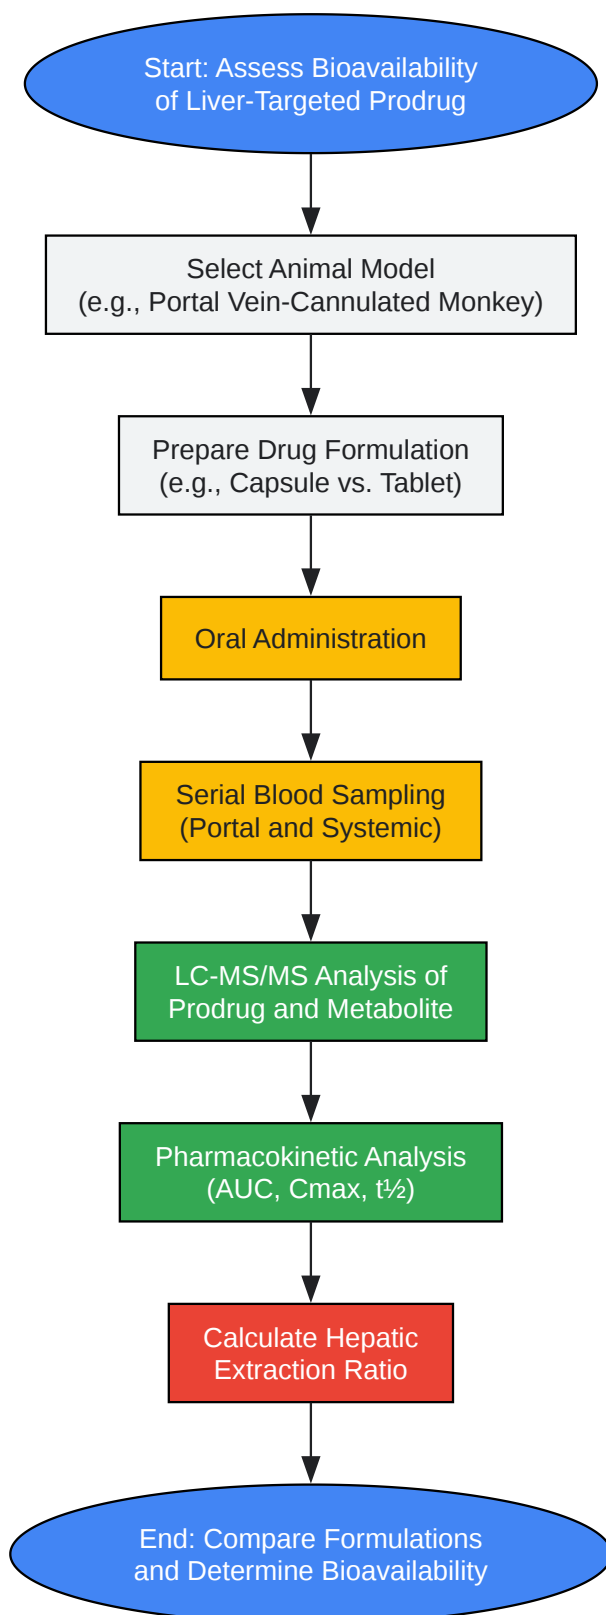 Start: Assess Bioavailability
of Liver-Targeted Prodrug
Select Animal Model
(e.g., Portal Vein-Cannulated Monkey)
Prepare Drug Formulation
(e.g., Capsule vs. Tablet)
Oral Administration
Serial Blood Sampling
(Portal and Systemic)
LC-MS/MS Analysis of
Prodrug and Metabolite
Pharmacokinetic Analysis
(AUC, Cmax, t½)
Calculate Hepatic
Extraction Ratio
End: Compare Formulations
and Determine Bioavailability